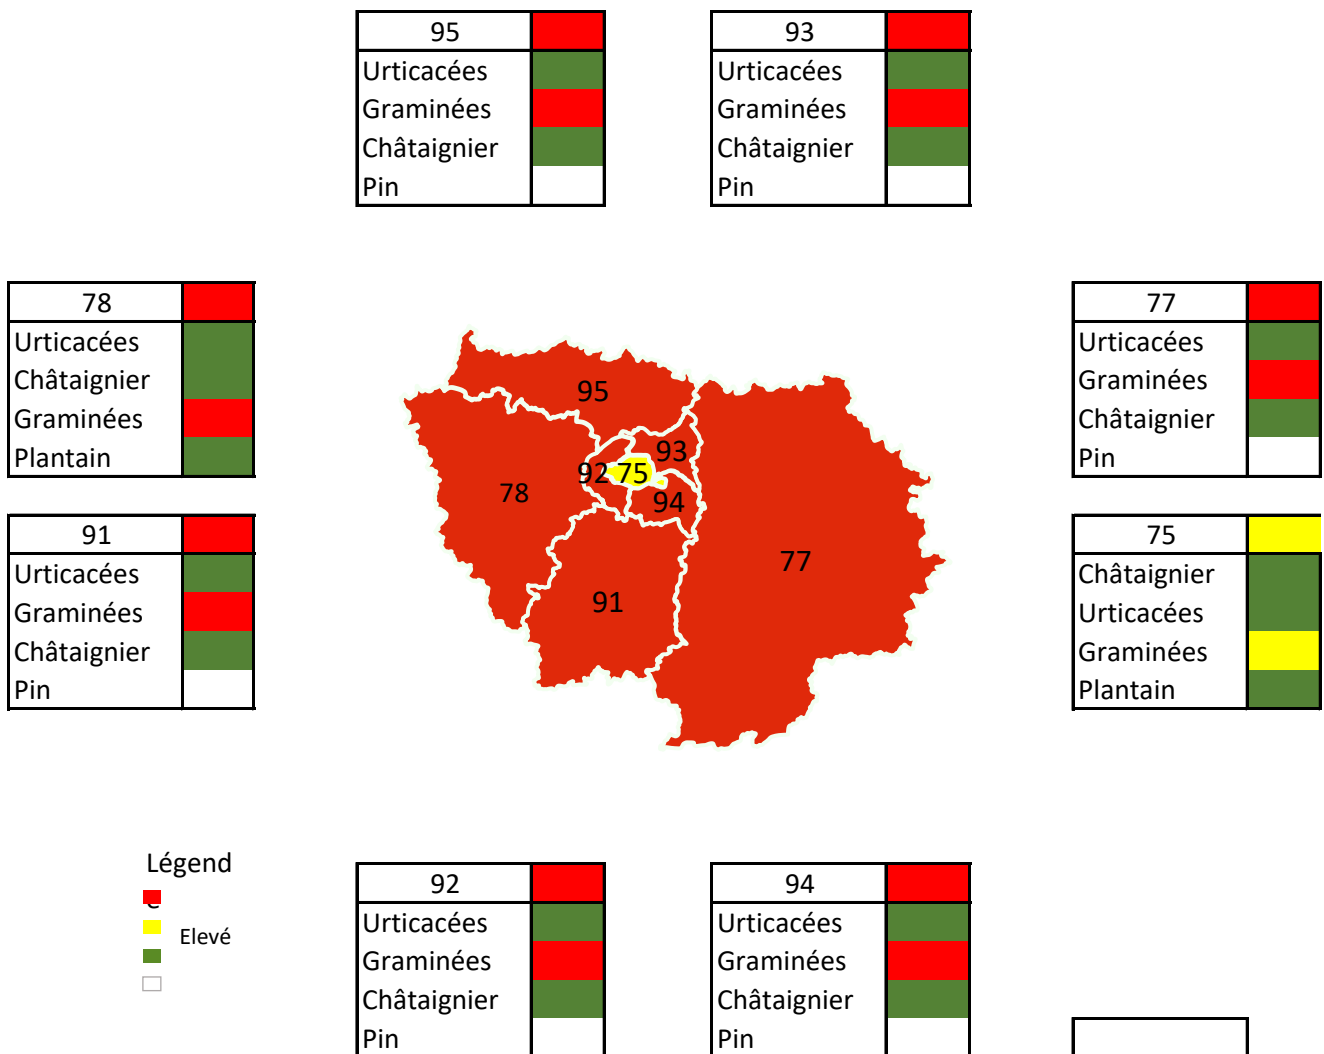 95
Urticacées
Graminées
Châtaignier
Pin
93
Urticacées
Graminées
Châtaignier
Pin
78
Urticacées
Châtaignier
Graminées
Plantain
77
Urticacées
Graminées
Châtaignier
Pin
95
93
92
75
78
94
77
91
91
Urticacées
Graminées
Châtaignier
Pin
75
Châtaignier
Urticacées
Graminées
Plantain
Légend
Elevé
92
Urticacées
Graminées
Châtaignier
Pin
94
Urticacées
Graminées
Châtaignier
Pin